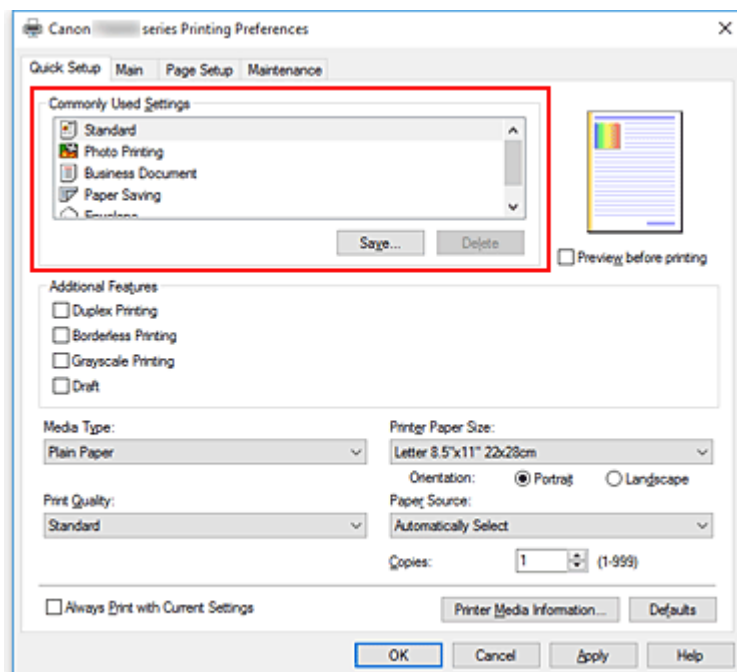 Canon series Printing Preferences
Quick Setup Main Page Setup Maintenance
Commonly Used Settings
Standard
Photo Printing
Business Document
Paper Saving
Envelope
Save... Delete
Preview before printing
Additional Features
Duplex Printing
Borderless Printing
Grayscale Printing
Draft
Media Type: Printer Paper Size:
Plain Paper Letter 8.5"x11" 22x28cm
Orientation: Portrait Landscape
Print Quality: Paper Source:
Standard Automatically Select
Copies: 1 (1-999)
Always Print with Current Settings Printer Media Information... Defaults
OK Cancel Apply Help